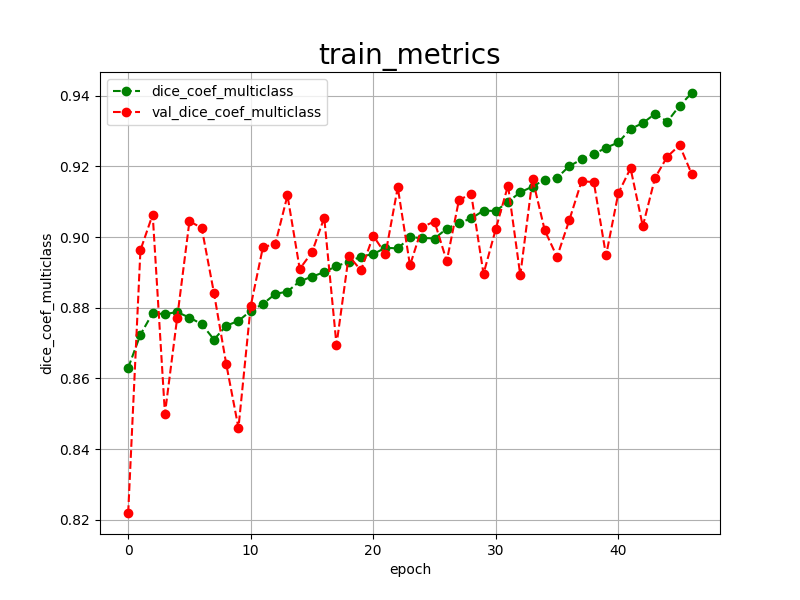 train_metrics
dice_coef_multiclass
val_dice_coef_multiclass
dice_coef_multiclass
0.94
0.92
0.90
0.88
0.86
0.84
0.82
0 10 20 30 40
epoch